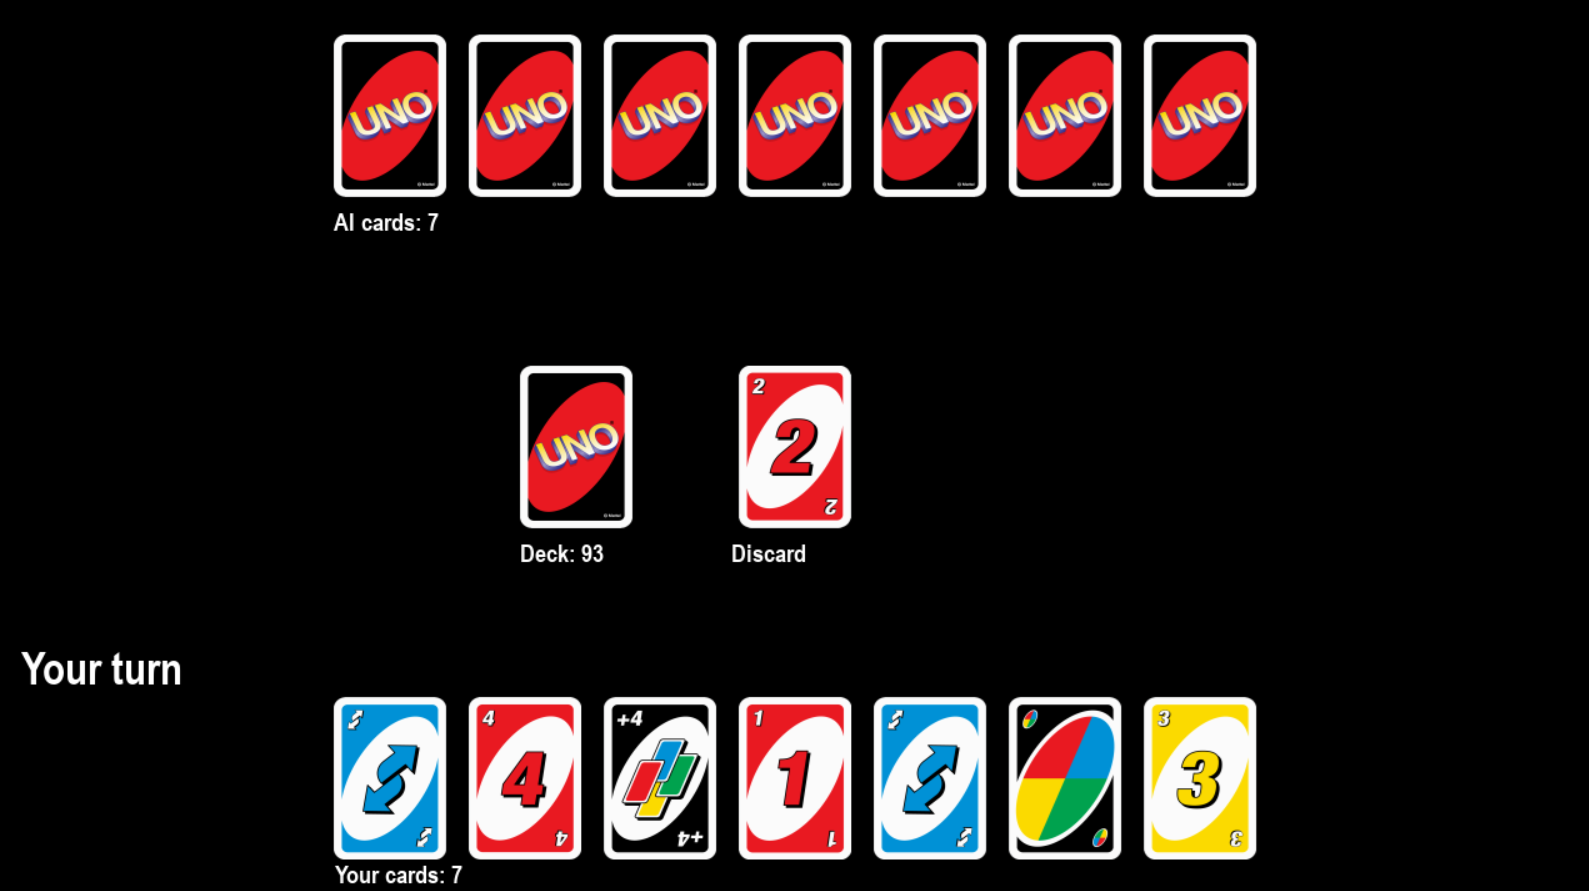 UNO UNO UNO UNO UNO UNO UNO
AI cards: 7
2
UNO 2
2
Deck: 93 Discard
Your turn
4 +4 1 3
4 1 3
4 +4 1 3
Your cards: 7